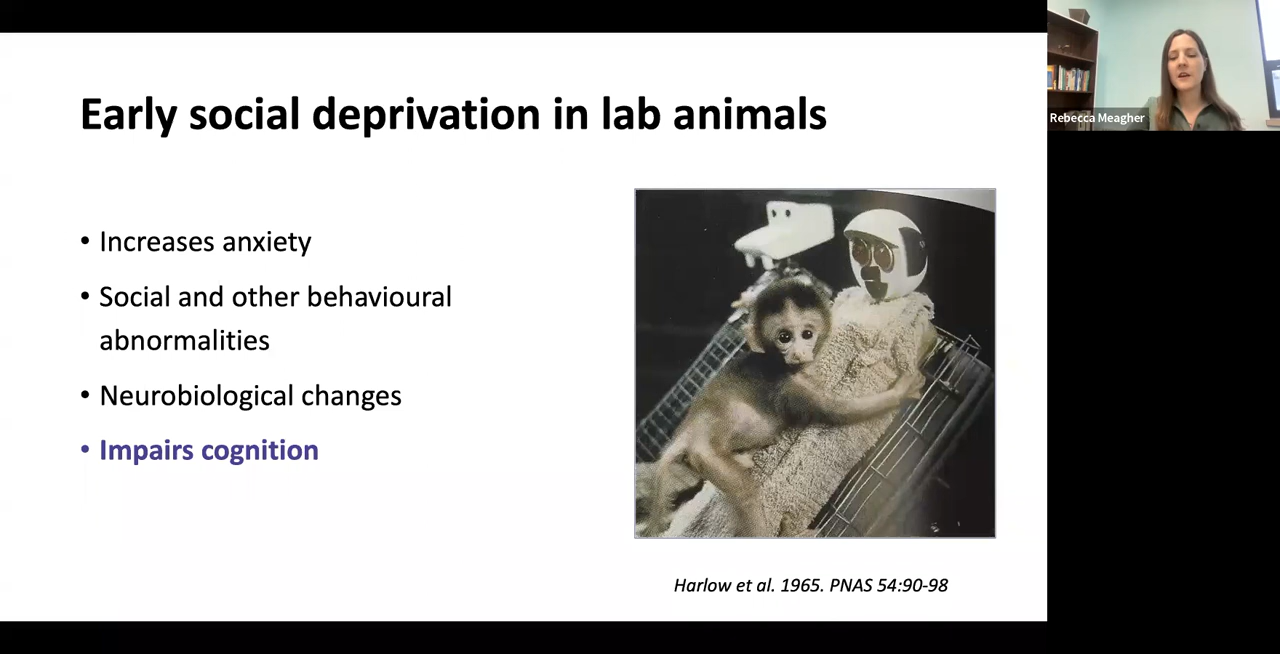 Early social deprivation in lab animals
• Increases anxiety
• Social and other behavioural
abnormalities
• Neurobiological changes
• Impairs cognition
Harlow et al. 1965. PNAS 54:90-98
Rebecca Meagher